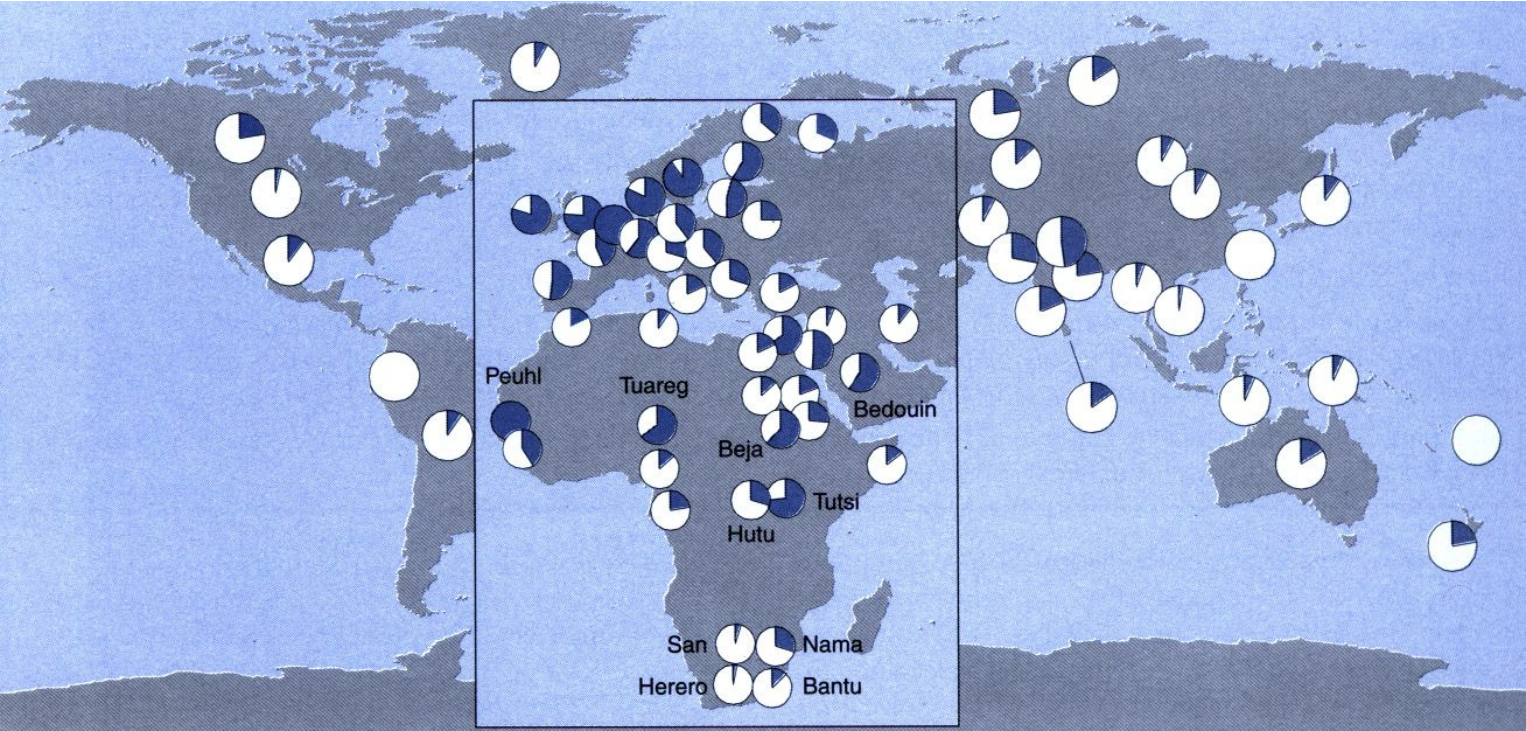 Peuhl
Tuareg
Bedouin
Beja
Tutsi
Hutu
San
Nama
Herero
Bantu